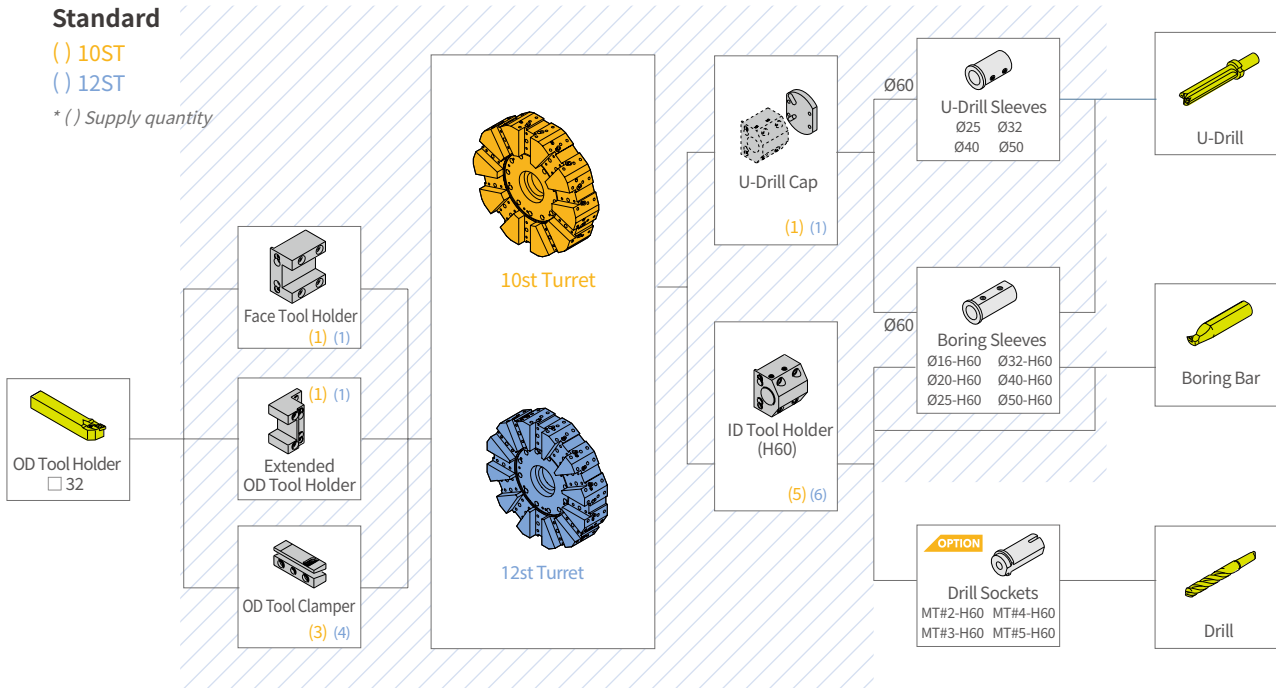 Standard
( ) 10ST
( ) 12ST
* ( ) Supply quantity
OD Tool Holder
□ 32
Face Tool Holder
(1) (1)
(1) (1)
Extended
OD Tool Holder
OD Tool Clamper
(3) (4)
10st Turret
12st Turret
U-Drill Cap
(1) (1)
ID Tool Holder
(H60)
(5) (6)
Ø60
U-Drill Sleeves
Ø25 Ø32
Ø40 Ø50
Ø60
Boring Sleeves
Ø16-H60 Ø32-H60
Ø20-H60 Ø40-H60
Ø25-H60 Ø50-H60
OPTION
Drill Sockets
MT#2-H60 MT#4-H60
MT#3-H60 MT#5-H60
U-Drill
Boring Bar
Drill